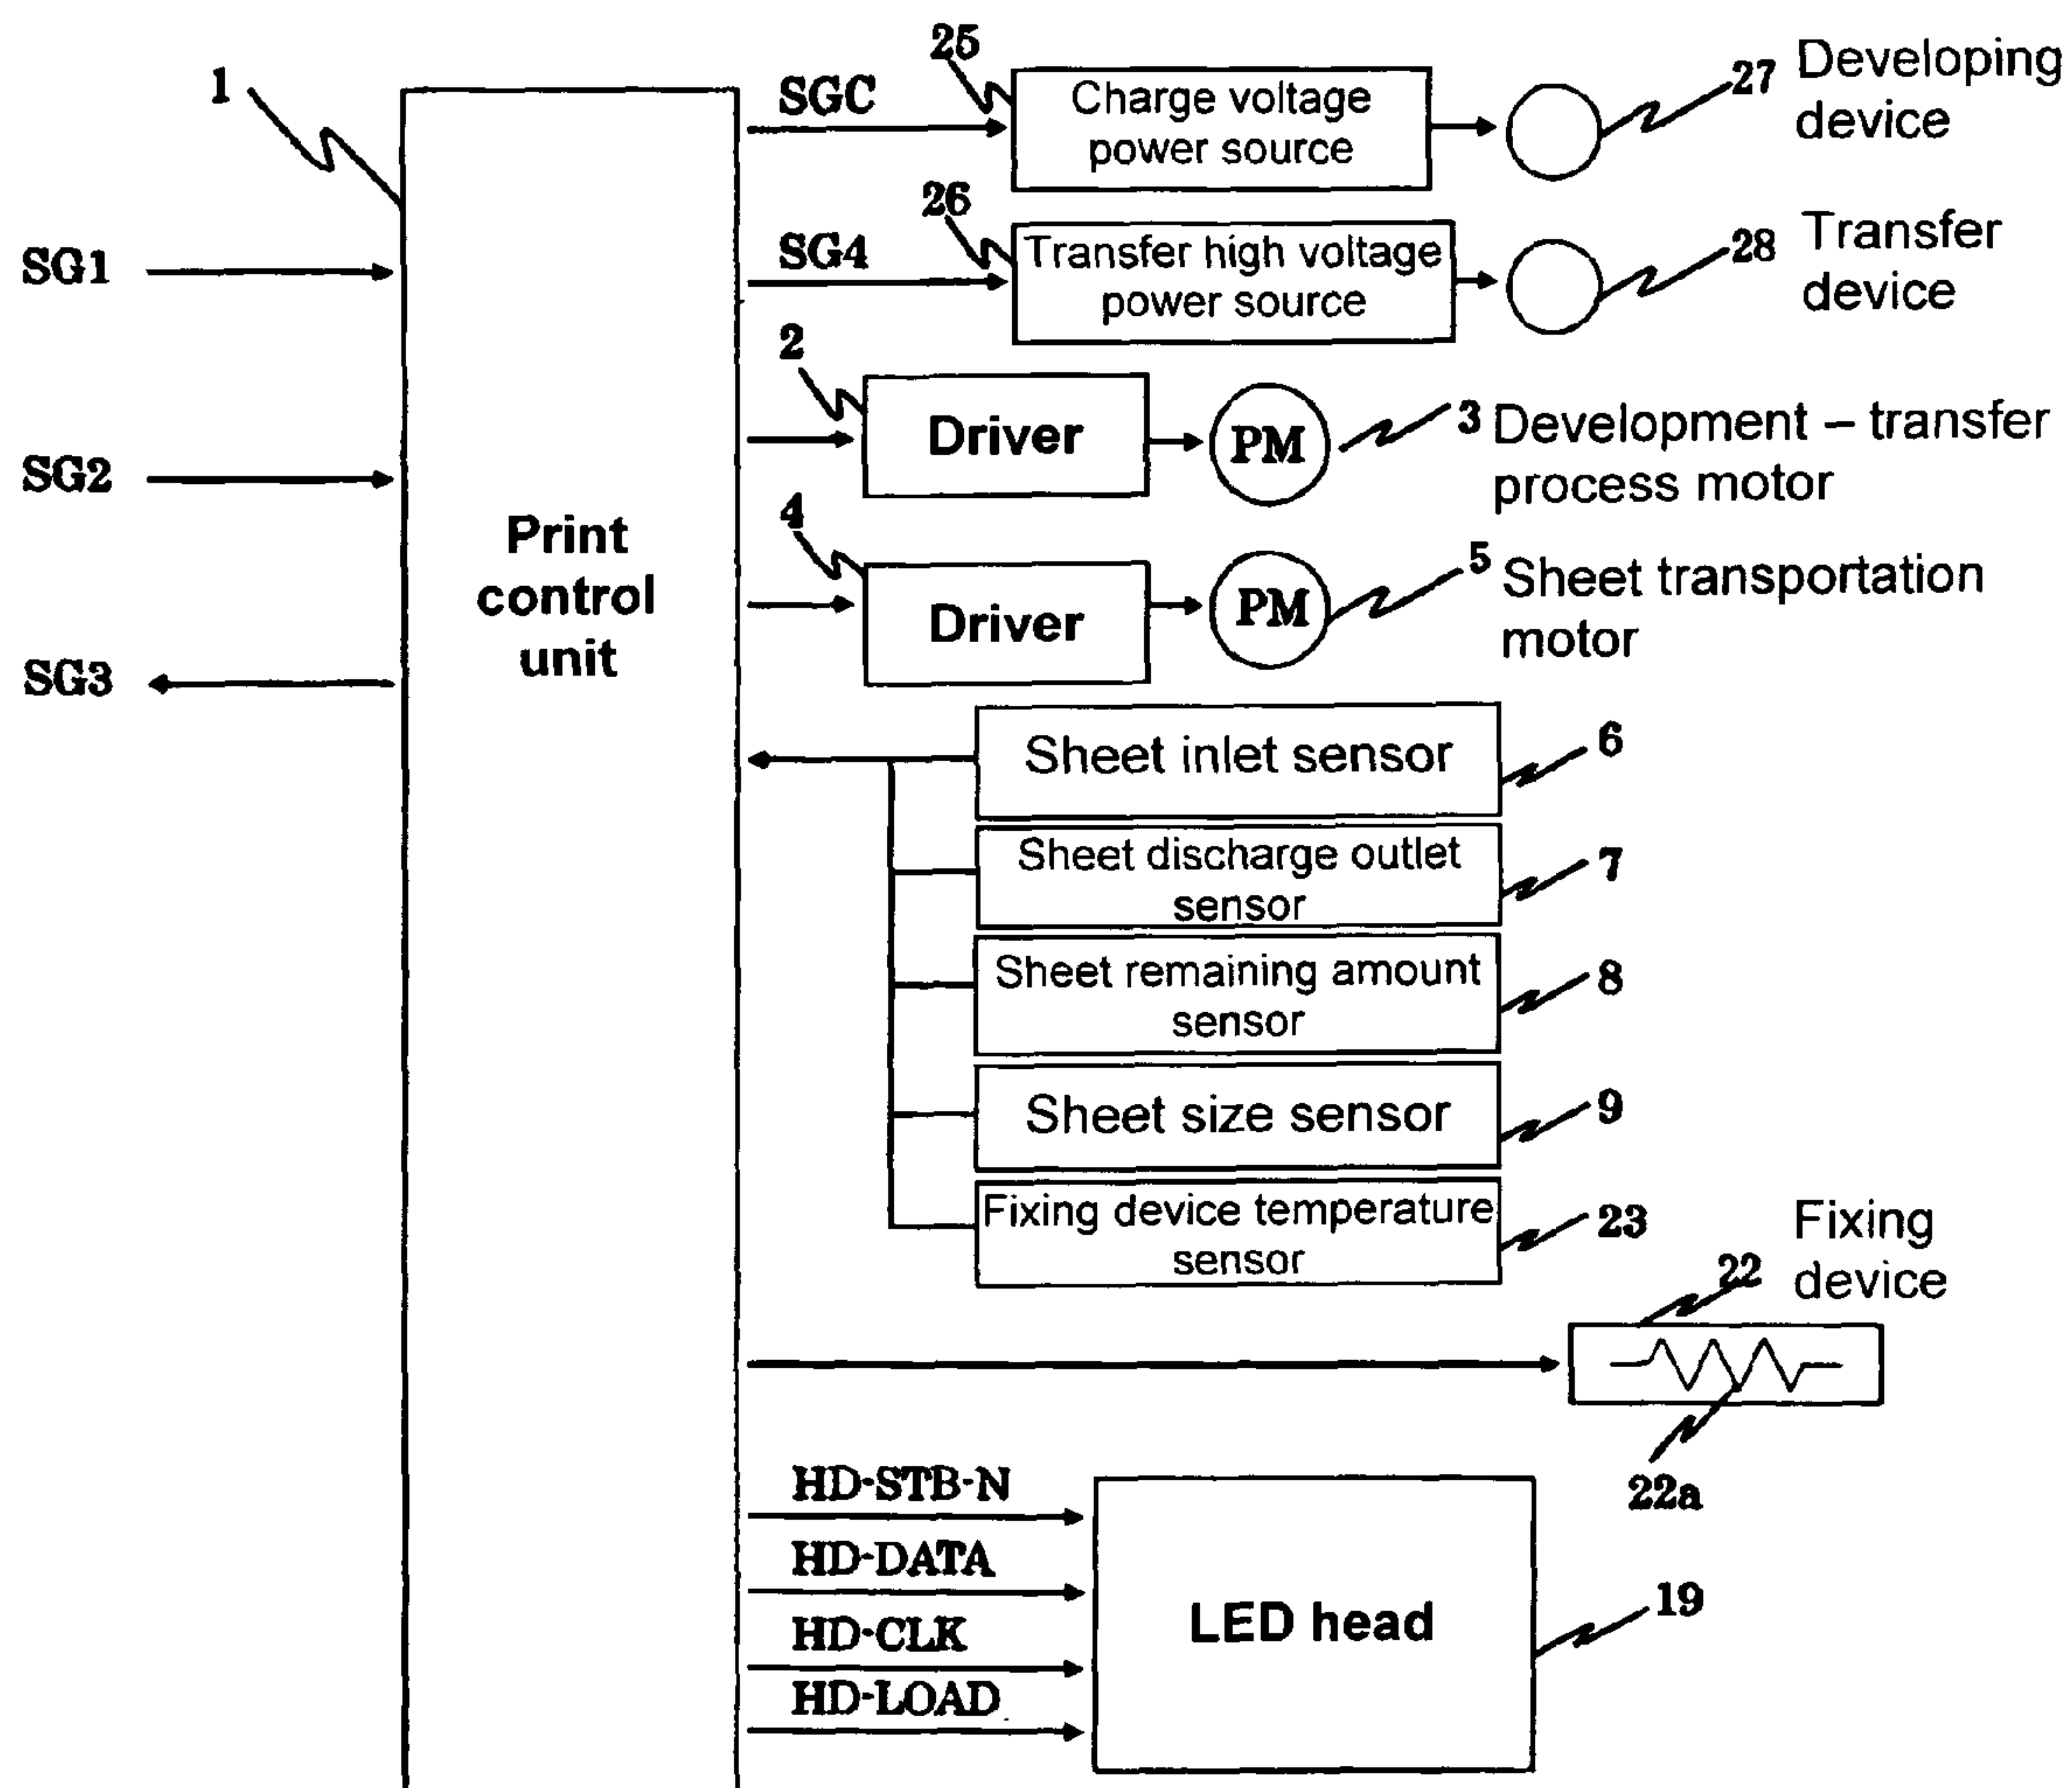 1
SG1
SG2
SG3
Print
control
unit
SGC
25
Charge voltage
power source
27
Developing
device
SG4
26
Transfer high voltage
power source
28
Transfer
device
2
Driver
PM
3
Development – transfer
process motor
4
Driver
PM
5
Sheet transportation
motor
Sheet inlet sensor
6
Sheet discharge outlet
sensor
7
Sheet remaining amount
sensor
8
Sheet size sensor
9
Fixing device temperature
sensor
23
Fixing
device
22
22a
HD-STB-N
HD-DATA
HD-CLK
HD-LOAD
LED head
19